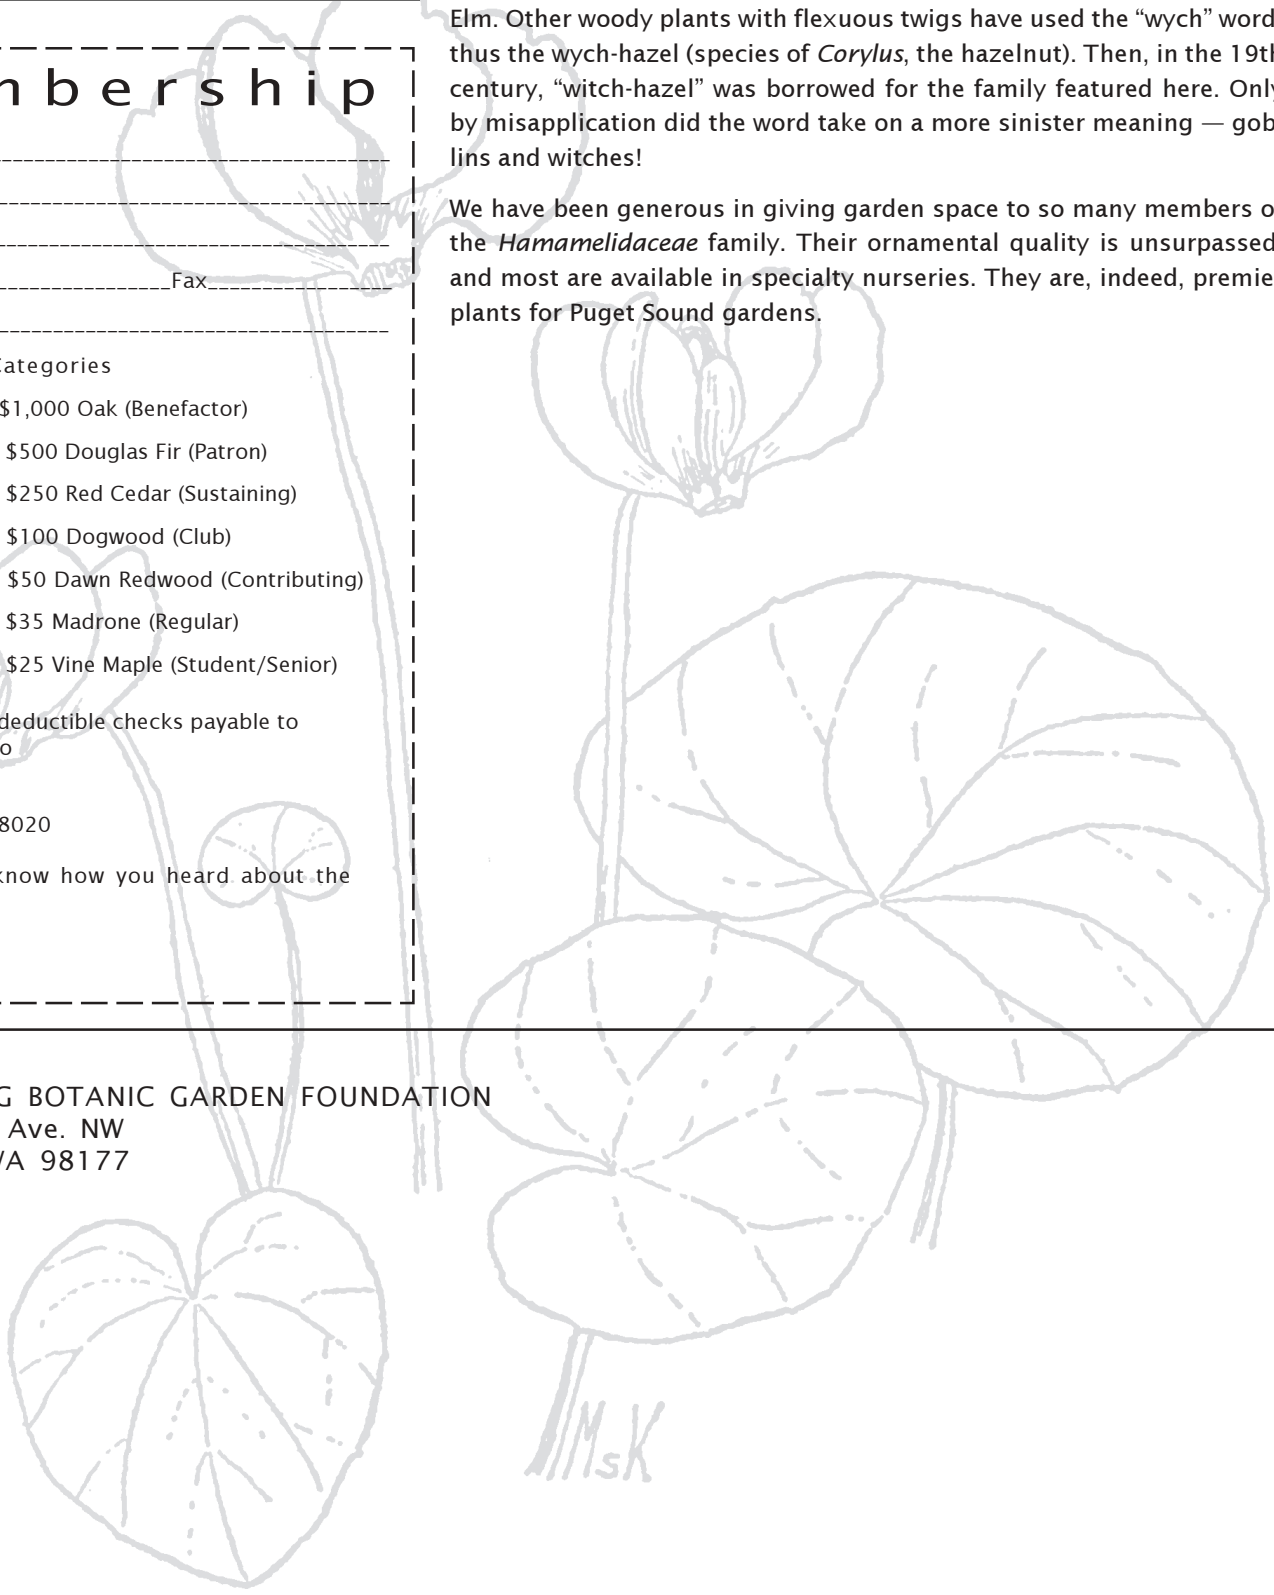 mbership
Fax
Categories
$1,000 Oak (Benefactor)
$500 Douglas Fir (Patron)
$250 Red Cedar (Sustaining)
$100 Dogwood (Club)
$50 Dawn Redwood (Contributing)
$35 Madrone (Regular)
$25 Vine Maple (Student/Senior)
deductible checks payable to
o
8020
know how you heard about the
Elm. Other woody plants with flexuous twigs have used the “wych” word
thus the wych-hazel (species of Corylus, the hazelnut). Then, in the 19th
century, “witch-hazel” was borrowed for the family featured here. Only
by misapplication did the word take on a more sinister meaning — gob
lins and witches!
We have been generous in giving garden space to so many members o
the Hamamelidaceae family. Their ornamental quality is unsurpassed
and most are available in specialty nurseries. They are, indeed, premie
plants for Puget Sound gardens.
G BOTANIC GARDEN FOUNDATION
Ave. NW
WA 98177
MsK